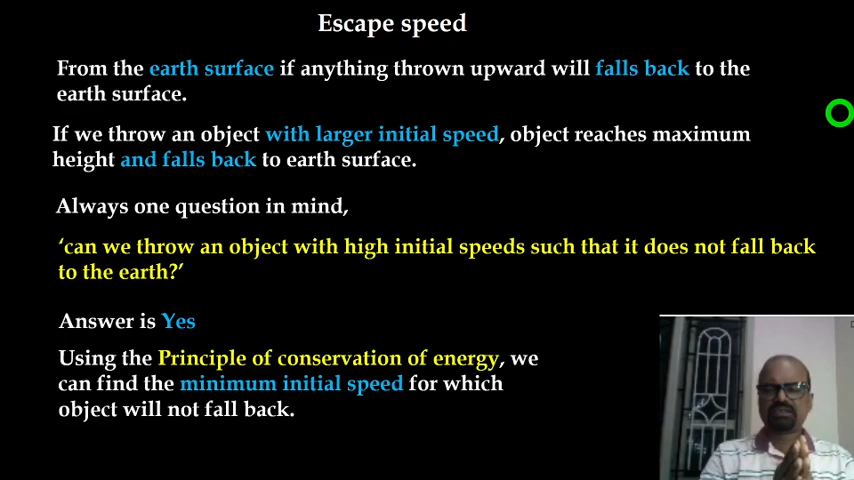 Escape speed
From the earth surface if anything thrown upward will falls back to the
earth surface.
If we throw an object with larger initial speed, object reaches maximum
height and falls back to earth surface.
Always one question in mind,
‘can we throw an object with high initial speeds such that it does not fall back
to the earth?’
Answer is Yes
Using the Principle of conservation of energy, we
can find the minimum initial speed for which
object will not fall back.